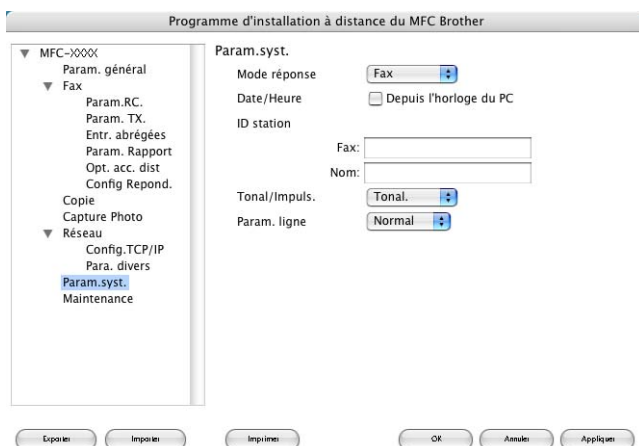 Programme d'installation à distance du MFC Brother
MFC-XXXX
Param. général
Fax
Param.RC.
Param. TX.
Entr. abrégées
Param. Rapport
Opt. acc. dist
Config Repond.
Copie
Capture Photo
Réseau
Config.TCP/IP
Para. divers
Param.syst.
Maintenance
Param.syst.
Mode réponse Fax
Date/Heure Depuis l'horloge du PC
ID station
Fax:
Nom:
Tonal/Impuls. Tonal.
Param. ligne Normal
Exporter Importer Imprimer OK Annuler Appliquer